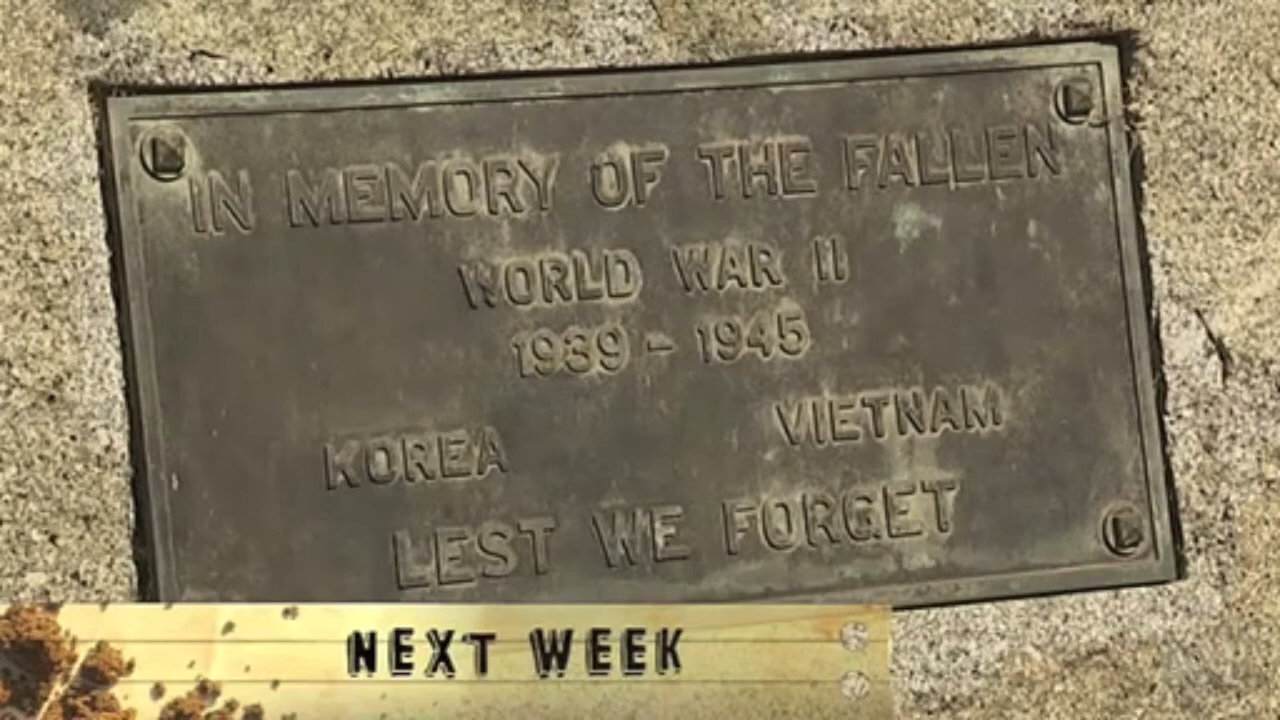 IN MEMORY OF THE FALLEN
WORLD WAR II
1939 - 1945
KOREA VIETNAM
LEST WE FORGET
NEXT WEEK